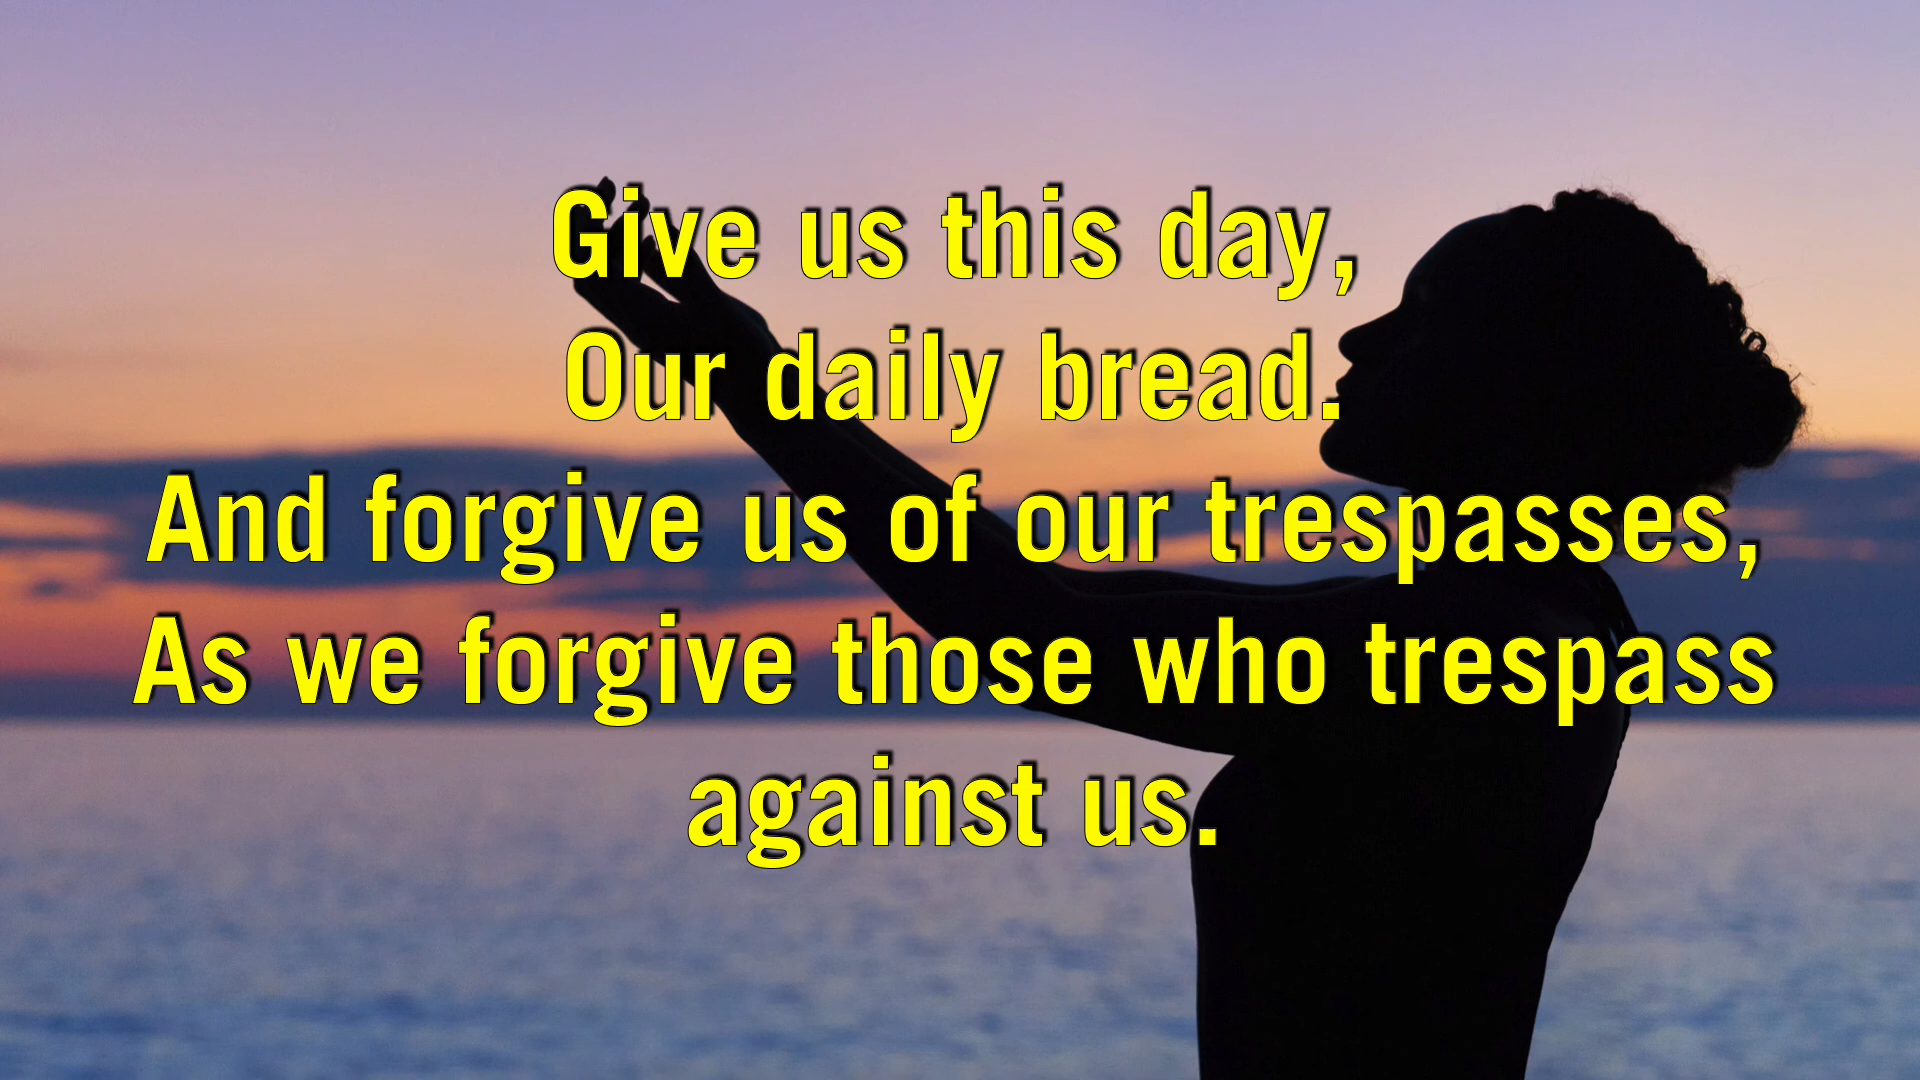 Give us this day,
Our daily bread.
And forgive us of our trespasses,
As we forgive those who trespass
against us.